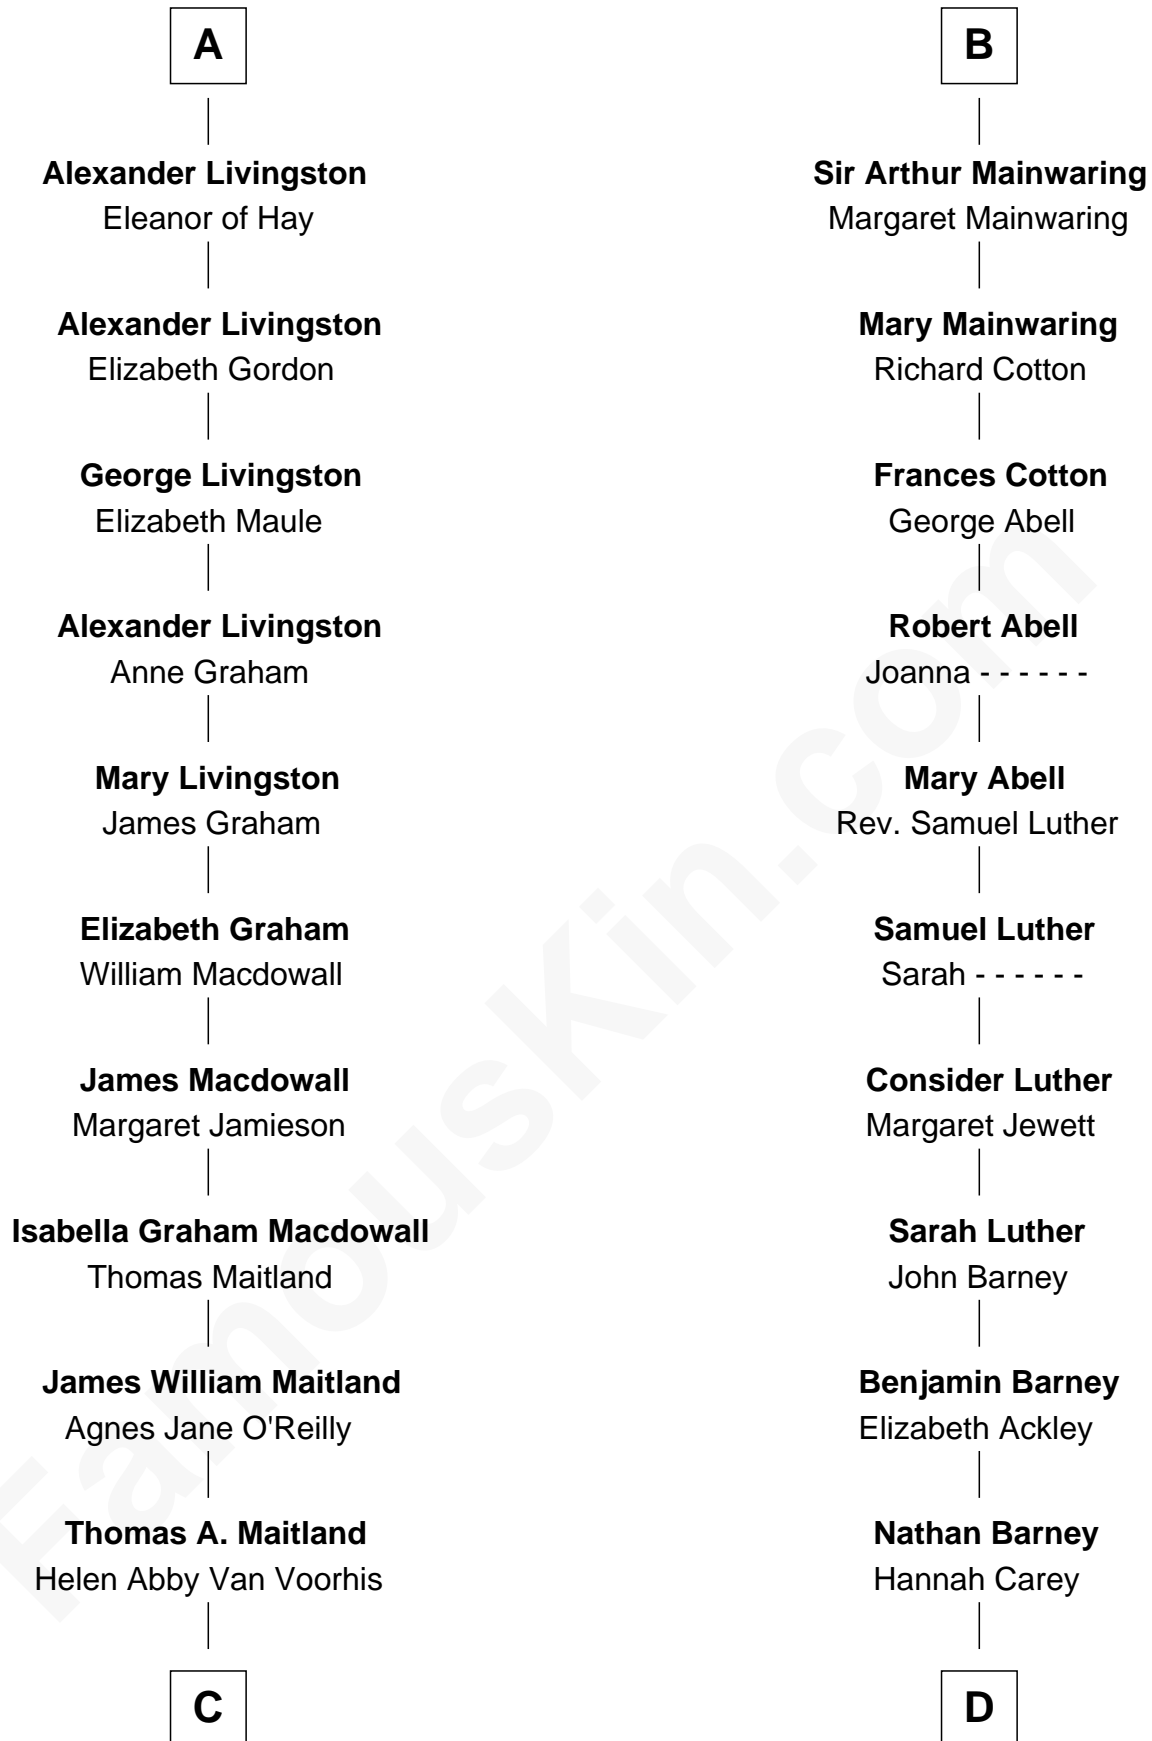 A
Alexander Livingston
Eleanor of Hay
Alexander Livingston
Elizabeth Gordon
George Livingston
Elizabeth Maule
Alexander Livingston
Anne Graham
Mary Livingston
James Graham
Elizabeth Graham
William Macdowall
James Macdowall
Margaret Jamieson
Isabella Graham Macdowall
Thomas Maitland
James William Maitland
Agnes Jane O'Reilly
Thomas A. Maitland
Helen Abby Van Voorhis
C
B
Sir Arthur Mainwaring
Margaret Mainwaring
Mary Mainwaring
Richard Cotton
Frances Cotton
George Abell
Robert Abell
Joanna - - - - - -
Mary Abell
Rev. Samuel Luther
Samuel Luther
Sarah - - - - - -
Consider Luther
Margaret Jewett
Sarah Luther
John Barney
Benjamin Barney
Elizabeth Ackley
Nathan Barney
Hannah Carey
D
FamousKin.com